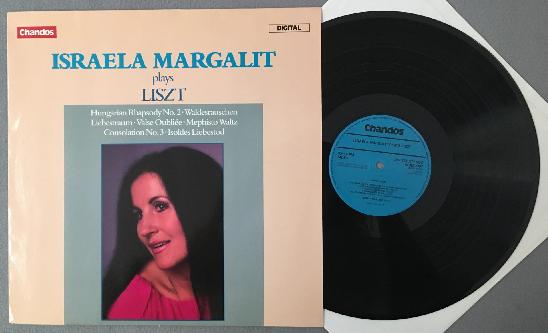 Chandos
DIGITAL
ISRAELA MARGALIT
plays
LISZT
Hungarian Rhapsody No. 2 · Waldesrauschen
Liebestraum · Valse Oubliée · Mephisto Waltz
Consolation No. 3 · Isoldes Liebestod
Chandos